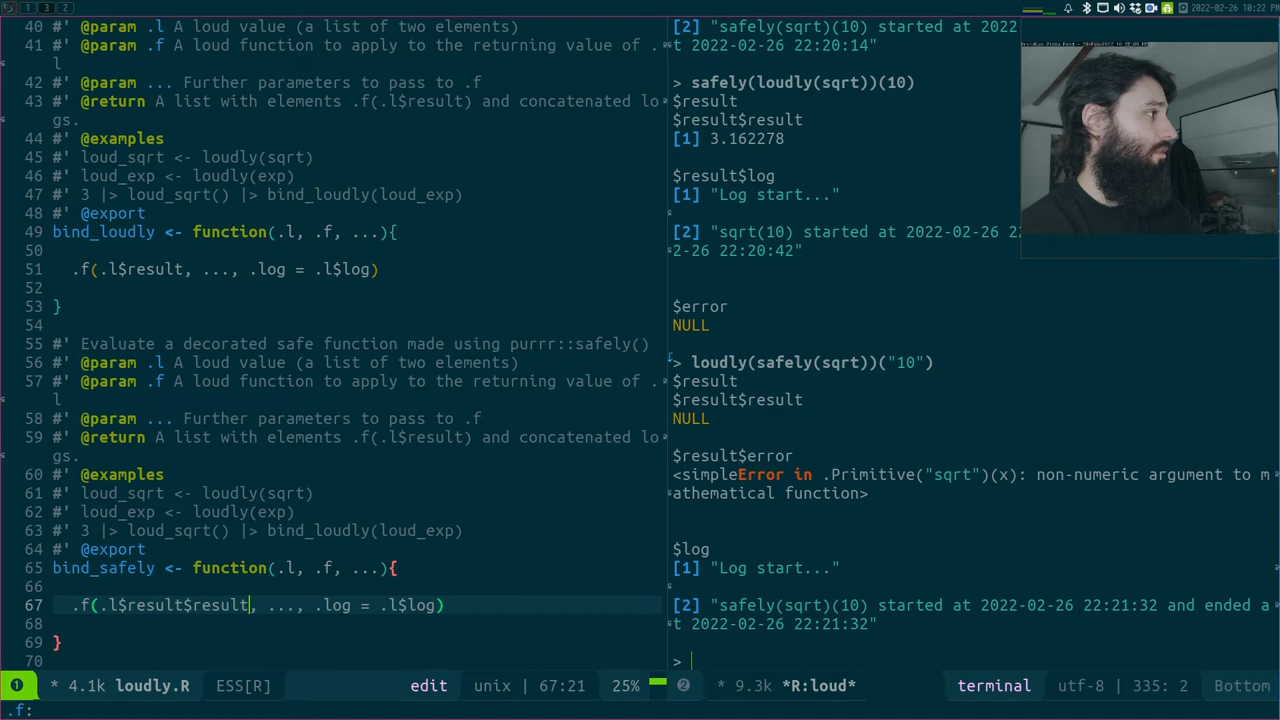 1 3 2
2022-02-26 10:22 PM
40 #' @param .l A loud value (a list of two elements)
41 #' @param .f A loud function to apply to the returning value of .
l
42 #' @param ... Further parameters to pass to .f
43 #' @return A list with elements .f(.l$result) and concatenated lo
gs.
44 #' @examples
45 #' loud_sqrt <- loudly(sqrt)
46 #' loud_exp <- loudly(exp)
47 #' 3 |> loud_sqrt() |> bind_loudly(loud_exp)
48 #' @export
49 bind_loudly <- function(.l, .f, ...){
50
51 .f(.l$result, ..., .log = .l$log)
52
53 }
54
55 #' Evaluate a decorated safe function made using purrr::safely()
56 #' @param .l A loud value (a list of two elements)
57 #' @param .f A loud function to apply to the returning value of .
l
58 #' @param ... Further parameters to pass to .f
59 #' @return A list with elements .f(.l$result) and concatenated lo
gs.
60 #' @examples
61 #' loud_sqrt <- loudly(sqrt)
62 #' loud_exp <- loudly(exp)
63 #' 3 |> loud_sqrt() |> bind_loudly(loud_exp)
64 #' @export
65 bind_safely <- function(.l, .f, ...){
66
67 .f(.l$result$result, ..., .log = .l$log)
68
69 }
70
1 * 4.1k loudly.R ESS[R] edit unix | 67:21 25%
.f:
[2] "safely(sqrt)(10) started at 2022
t 2022-02-26 22:20:14"
> safely(loudly(sqrt))(10)
$result
$result$result
[1] 3.162278
$result$log
[1] "Log start..."
[2] "sqrt(10) started at 2022-02-26 22
2-26 22:20:42"
$error
NULL
> loudly(safely(sqrt))("10")
$result
$result$result
NULL
$result$error
<simpleError in .Primitive("sqrt")(x): non-numeric argument to m
athematical function>
$log
[1] "Log start..."
[2] "safely(sqrt)(10) started at 2022-02-26 22:21:32 and ended a
t 2022-02-26 22:21:32"
>
2 * 9.3k *R:loud* terminal utf-8 | 335: 2 Bottom